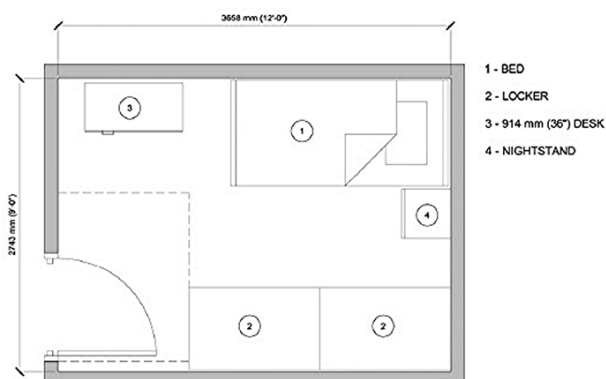 3658 mm (12'-0")
1 - BED
2 - LOCKER
3 - 914 mm (36") DESK
4 - NIGHTSTAND
2743 mm (9'-0")
3
1
4
2
2